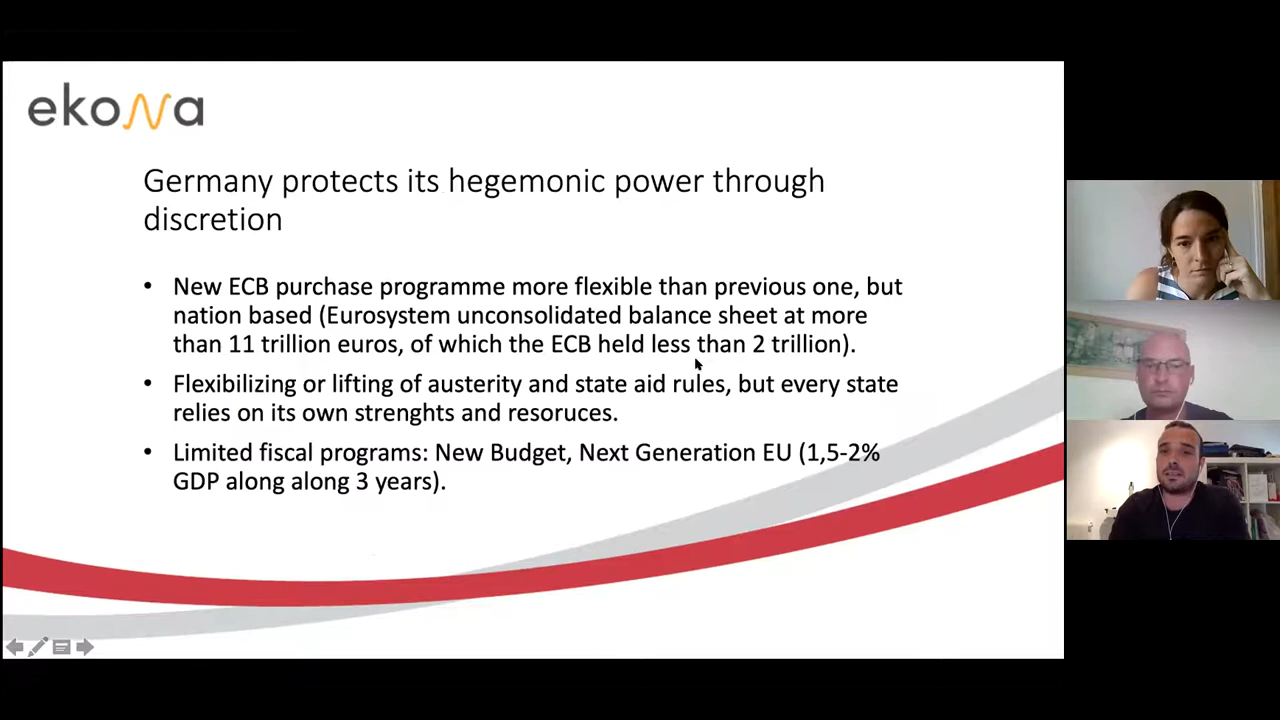 ekona
Germany protects its hegemonic power through
discretion
• New ECB purchase programme more flexible than previous one, but
nation based (Eurosystem unconsolidated balance sheet at more
than 11 trillion euros, of which the ECB held less than 2 trillion).
• Flexibilizing or lifting of austerity and state aid rules, but every state
relies on its own strenghts and resoruces.
• Limited fiscal programs: New Budget, Next Generation EU (1,5-2%
GDP along along 3 years).